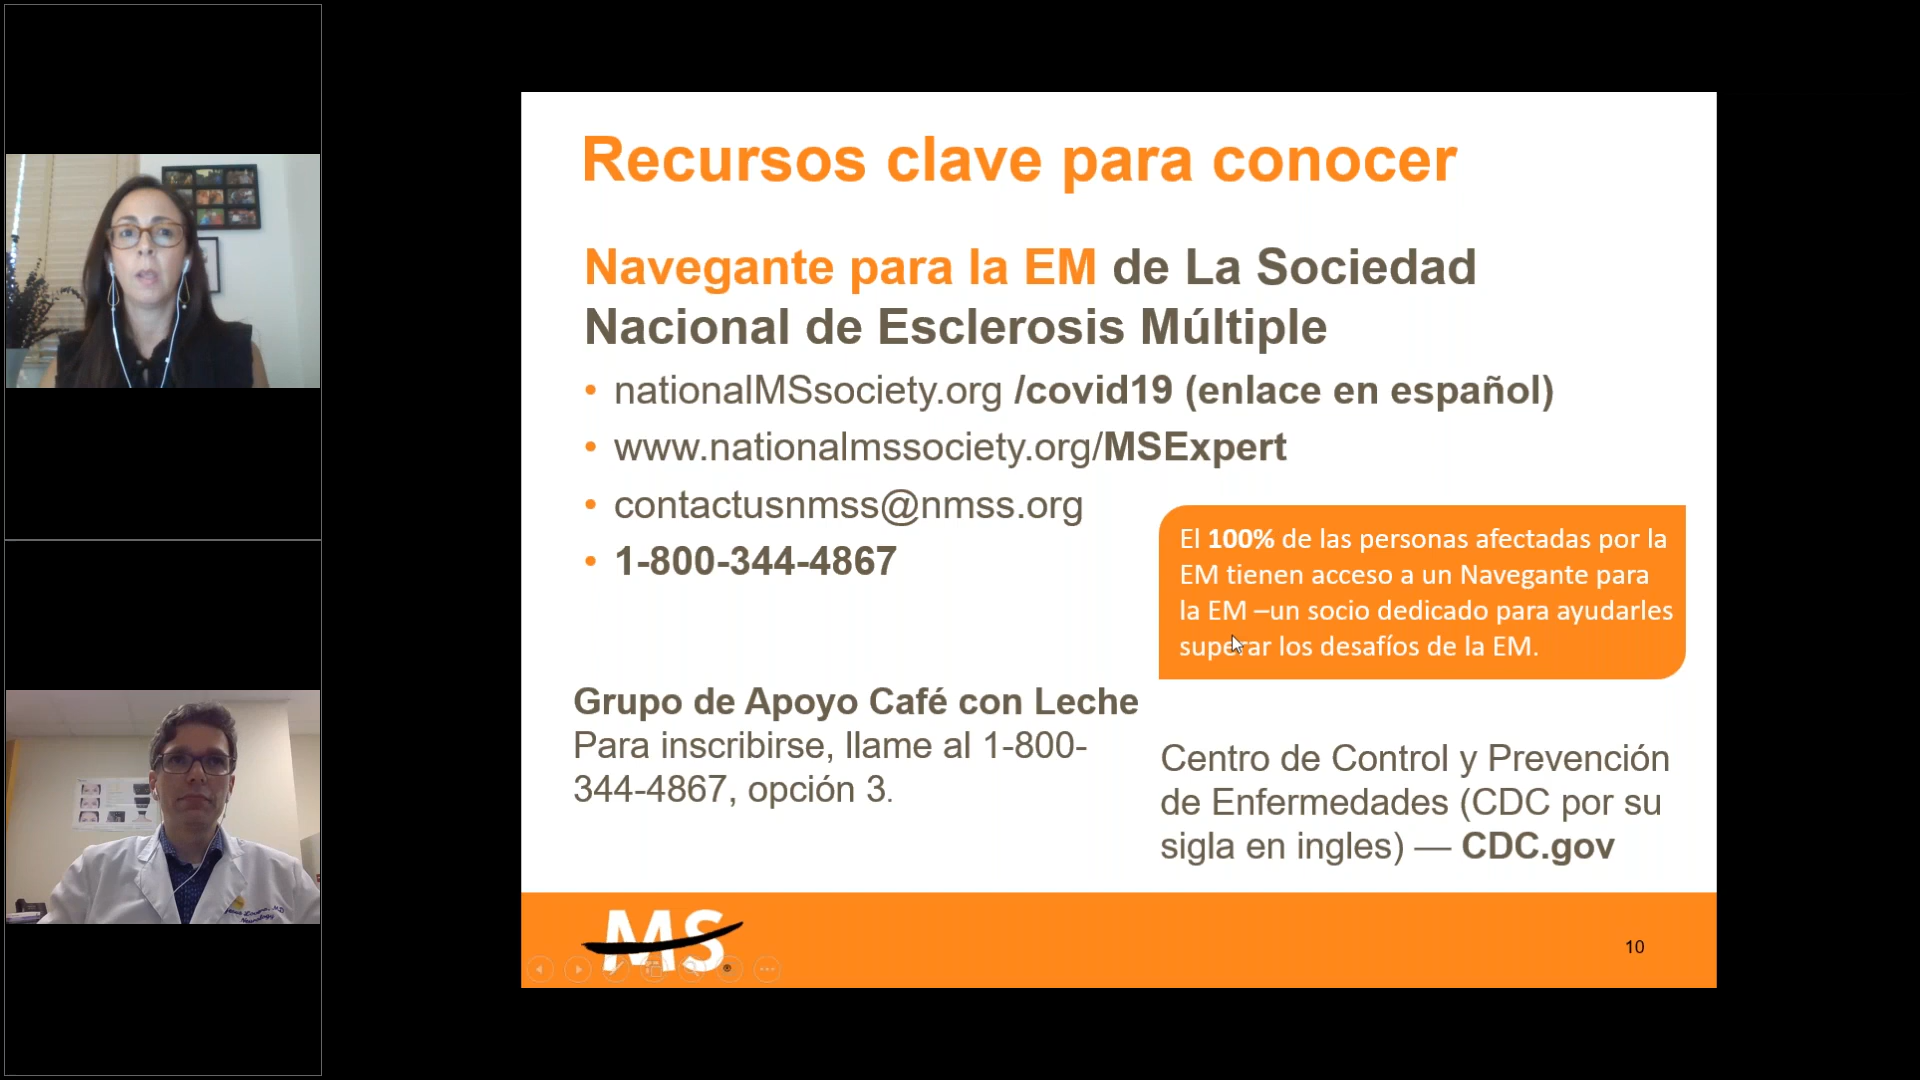 Recursos clave para conocer
Navegante para la EM de La Sociedad
Nacional de Esclerosis Múltiple
• nationalMSsociety.org /covid19 (enlace en español)
• www.nationalmssociety.org/MSExpert
• contactusnmss@nmss.org
• 1-800-344-4867
El 100% de las personas afectadas por la
EM tienen acceso a un Navegante para
la EM –un socio dedicado para ayudarles
superar los desafíos de la EM.
Grupo de Apoyo Café con Leche
Para inscribirse, llame al 1-800-
344-4867, opción 3.
Centro de Control y Prevención
de Enfermedades (CDC por su
sigla en ingles) — CDC.gov
MS
10
Neurology